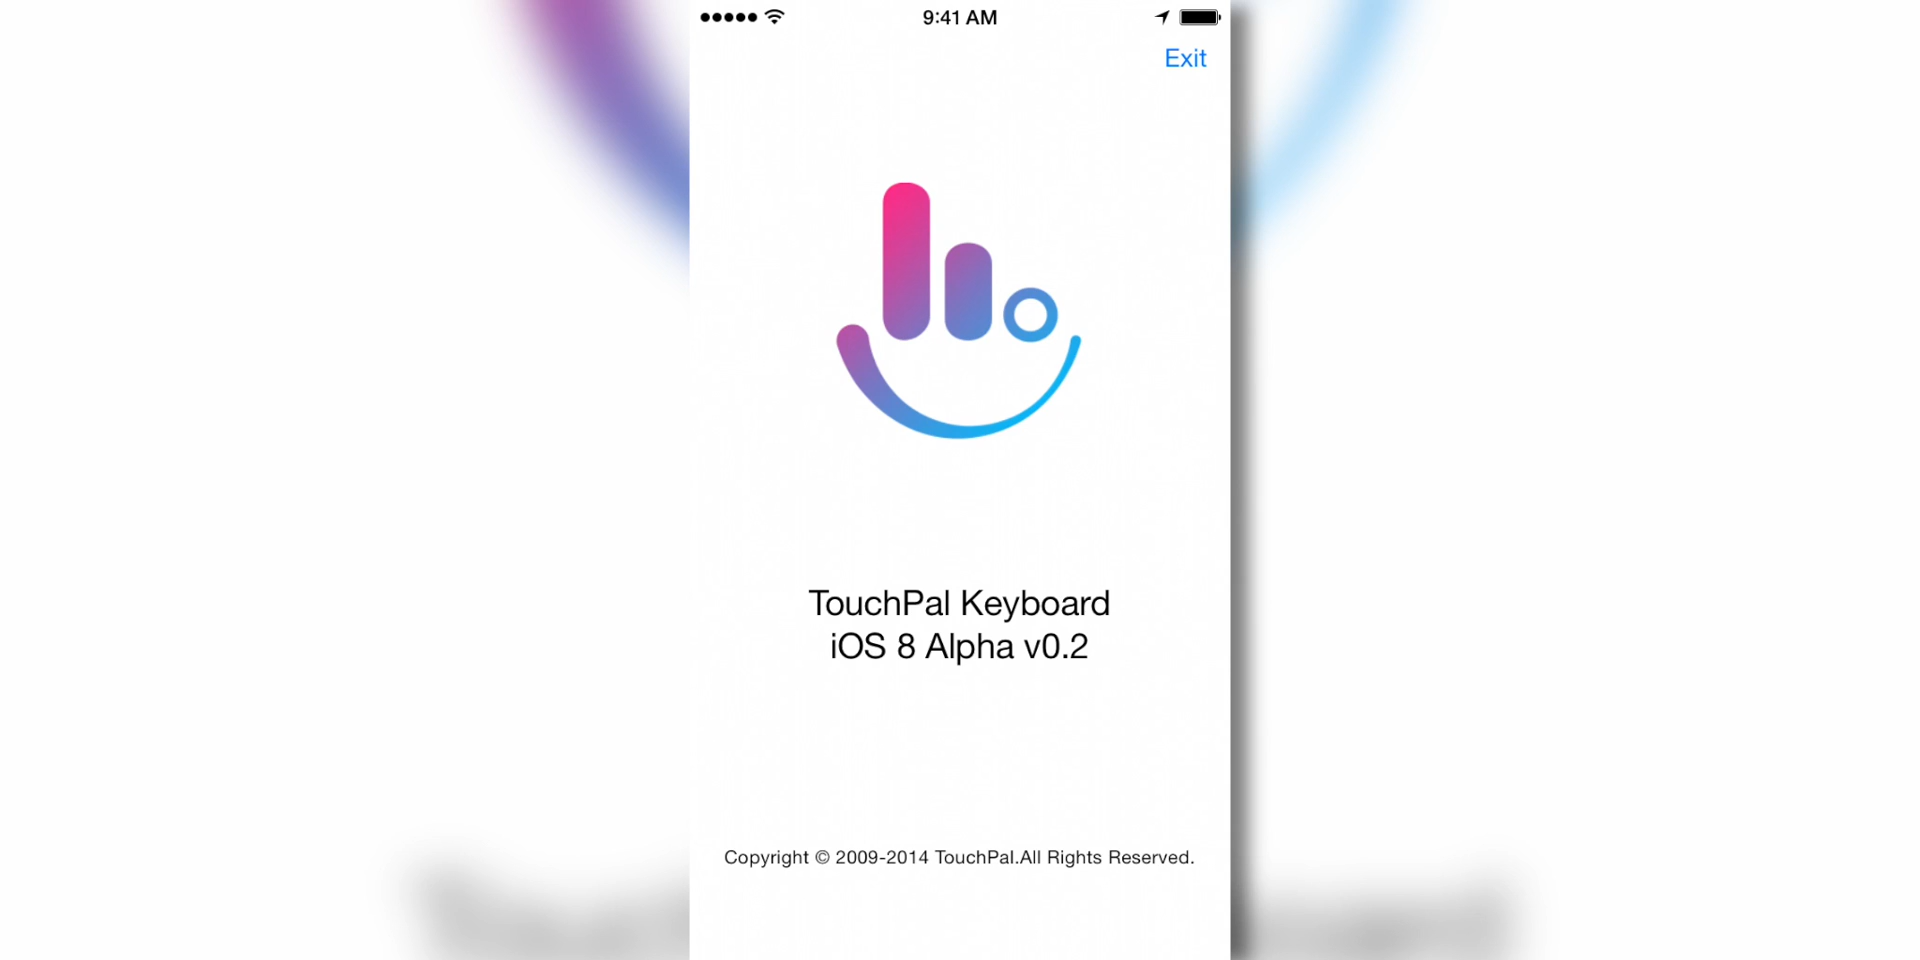 9:41 AM
Exit
TouchPal Keyboard
iOS 8 Alpha v0.2
Copyright © 2009-2014 TouchPal.All Rights Reserved.